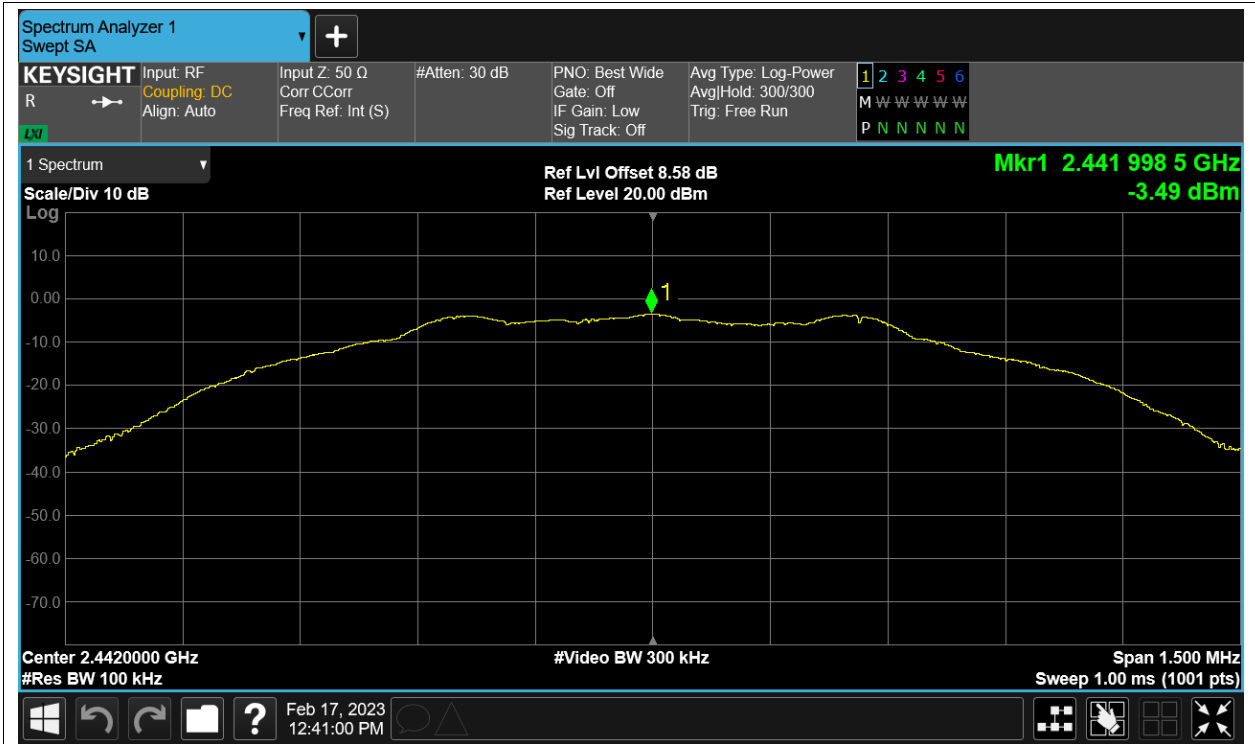 Spectrum Analyzer 1
Swept SA
+
KEYSIGHT
R
LXI
Input: RF
Coupling: DC
Align: Auto
Input Z: 50 Ω
Corr CCorr
Freq Ref: Int (S)
#Atten: 30 dB
PNO: Best Wide
Gate: Off
IF Gain: Low
Sig Track: Off
Avg Type: Log-Power
Avg|Hold: 300/300
Trig: Free Run
1 2 3 4 5 6
M W W W W W
P N N N N N
1 Spectrum
Scale/Div 10 dB
Ref Lvl Offset 8.58 dB
Ref Level 20.00 dBm
Mkr1 2.441 998 5 GHz
-3.49 dBm
Log
10.0
0.00
-10.0
-20.0
-30.0
-40.0
-50.0
-60.0
-70.0
1
Center 2.4420000 GHz
#Res BW 100 kHz
#Video BW 300 kHz
Span 1.500 MHz
Sweep 1.00 ms (1001 pts)
?
Feb 17, 2023
12:41:00 PM